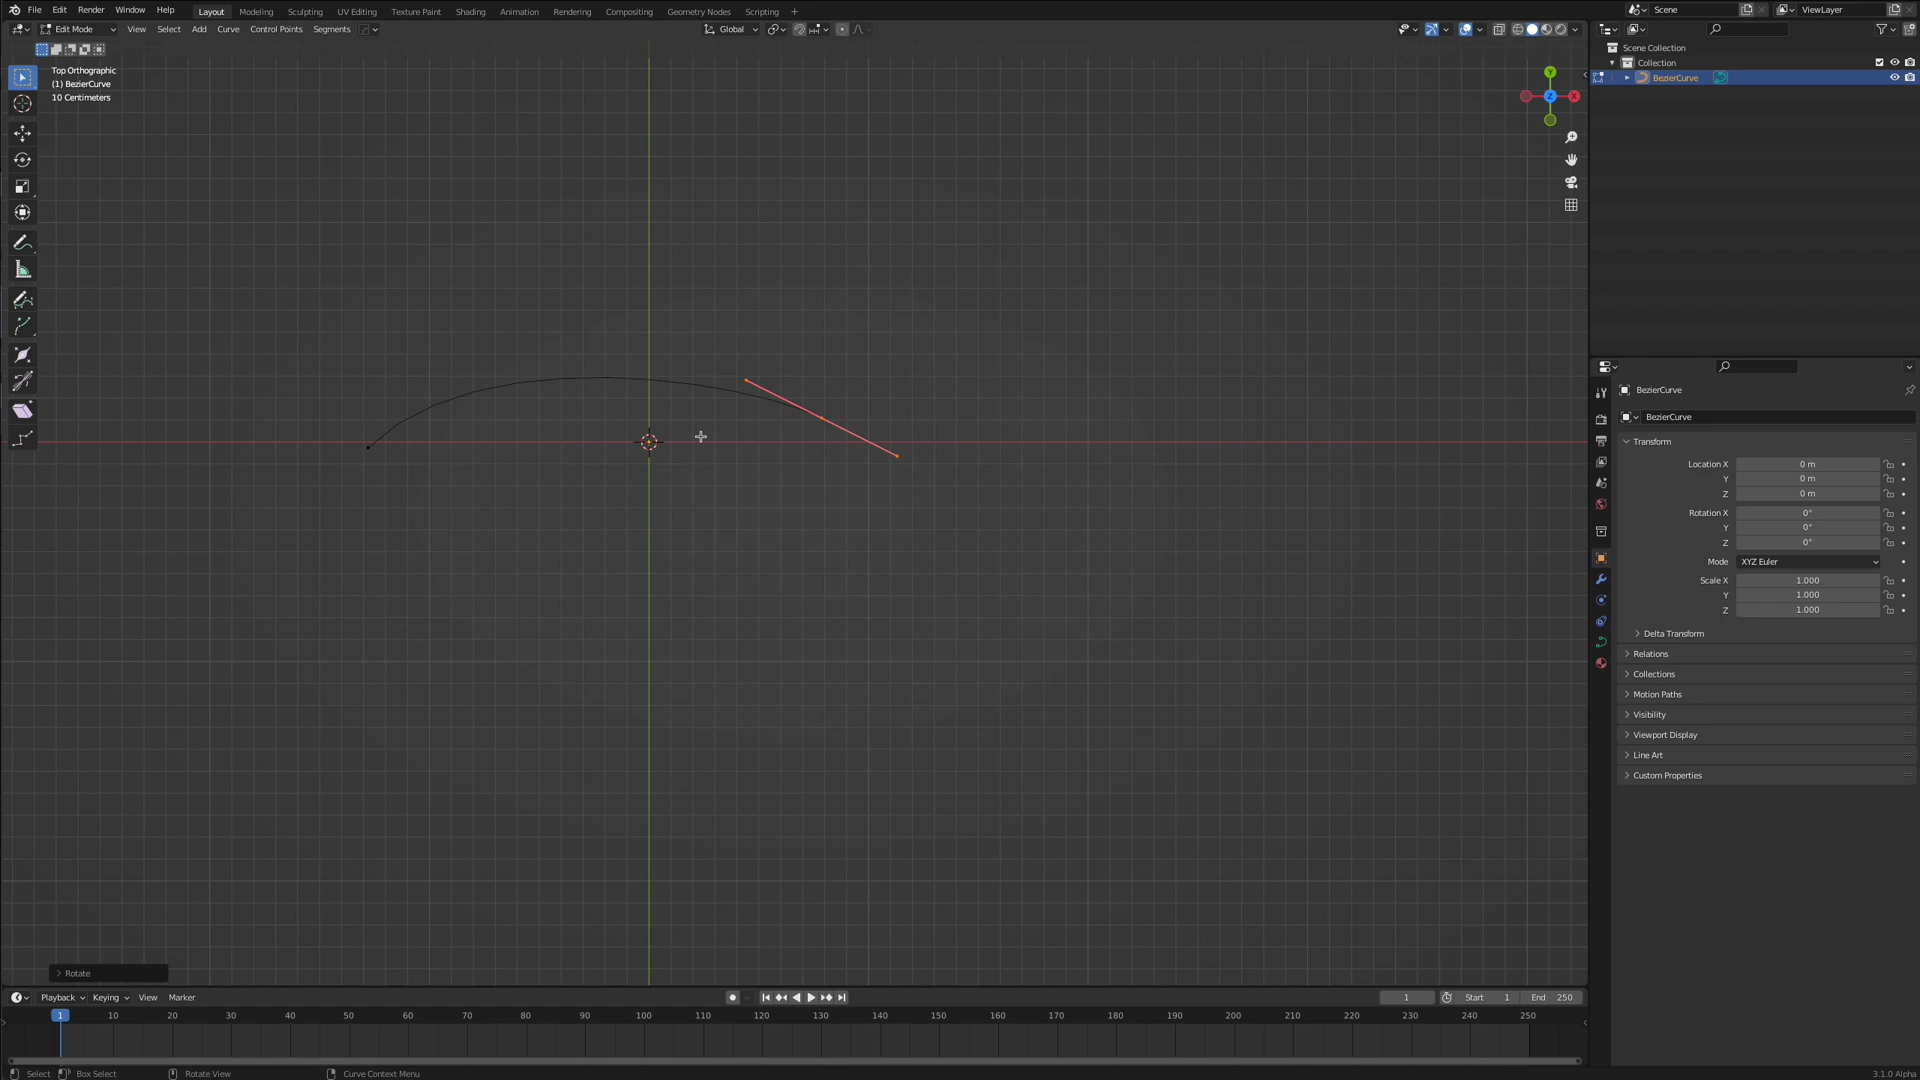 File Edit Render Window Help Layout Modeling Sculpting UV Editing Texture Paint Shading Animation Rendering Compositing Geometry Nodes Scripting + Scene ViewLayer
Edit Mode View Select Add Curve Control Points Segments Global
Top Orthographic
(1) BezierCurve
10 Centimeters
Y
X
Z
Scene Collection
Collection
BezierCurve
BezierCurve
BezierCurve
Transform
Location X 0 m
Y 0 m
Z 0 m
Rotation X 0°
Y 0°
Z 0°
Mode XYZ Euler
Scale X 1.000
Y 1.000
Z 1.000
Delta Transform
Relations
Collections
Motion Paths
Visibility
Viewport Display
Line Art
Custom Properties
Rotate
Playback Keying View Marker 1 Start 1 End 250
1 10 20 30 40 50 60 70 80 90 100 110 120 130 140 150 160 170 180 190 200 210 220 230 240 250
Select Box Select Rotate View Curve Context Menu 3.1.0 Alpha